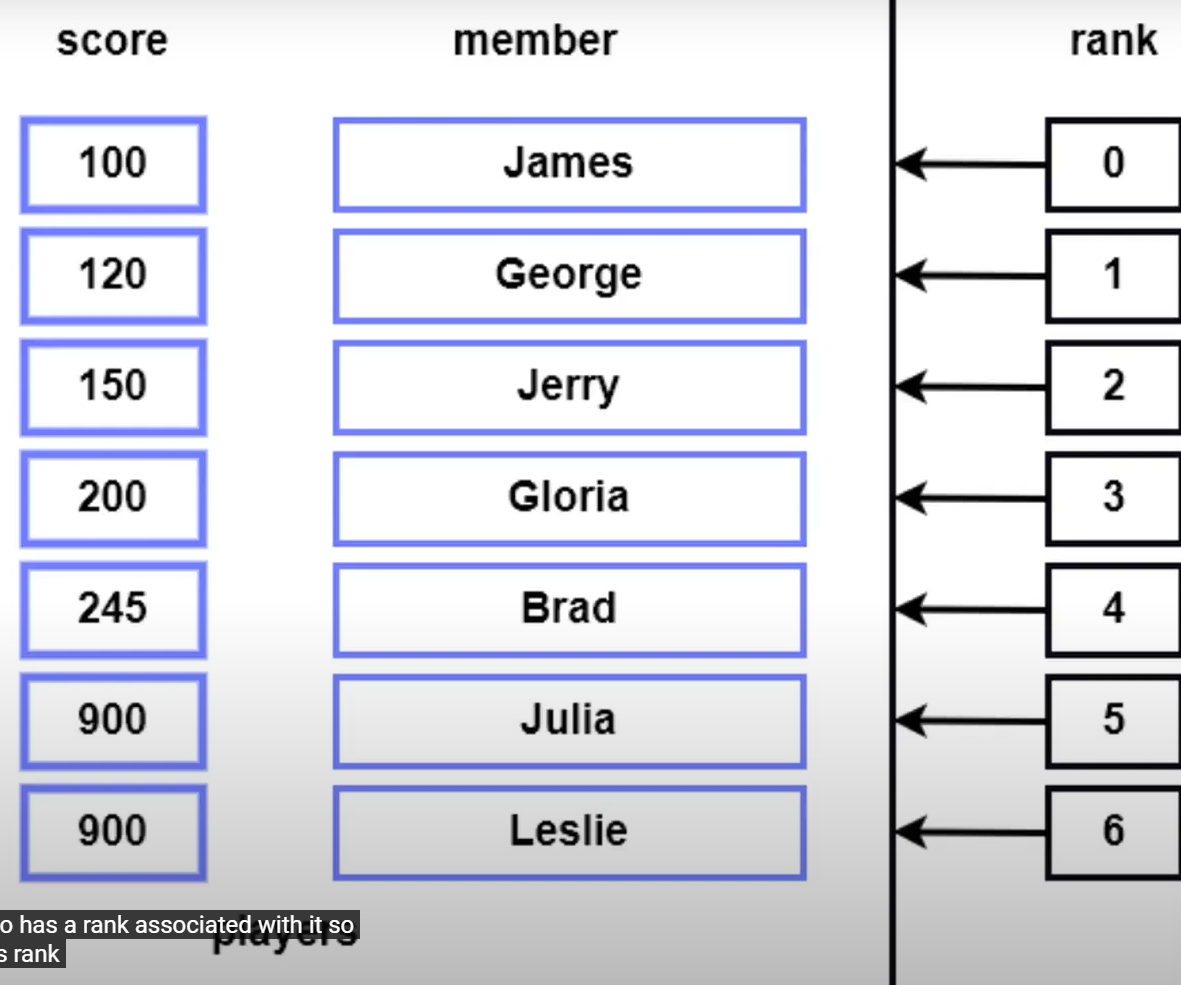 score member rank
100 James 0
120 George 1
150 Jerry 2
200 Gloria 3
245 Brad 4
900 Julia 5
900 Leslie 6
players
o has a rank associated with it so
s rank